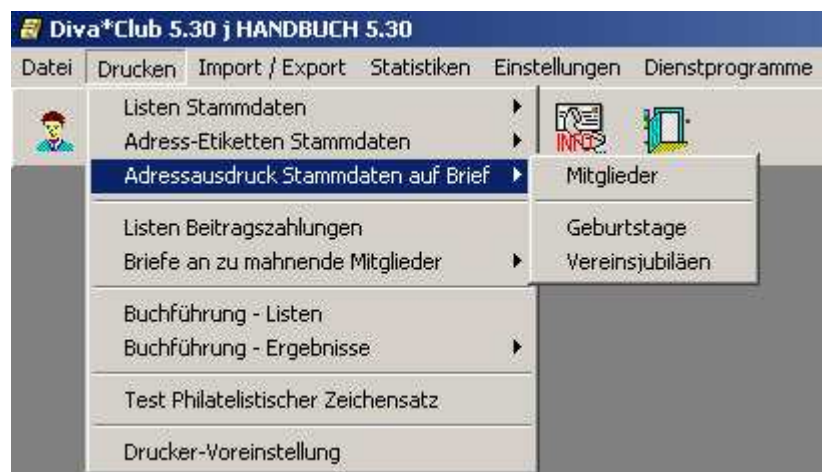 Diva*Club 5.30 j HANDBUCH 5.30
Datei Drucken Import / Export Statistiken Einstellungen Dienstprogramme
Listen Stammdaten
Adress-Etiketten Stammdaten
INFO
Adressausdruck Stammdaten auf Brief
Mitglieder
Geburtstage
Vereinsjubiläen
Listen Beitragszahlungen
Briefe an zu mahnende Mitglieder
Buchführung - Listen
Buchführung - Ergebnisse
Test Philatelistischer Zeichensatz
Drucker-Voreinstellung